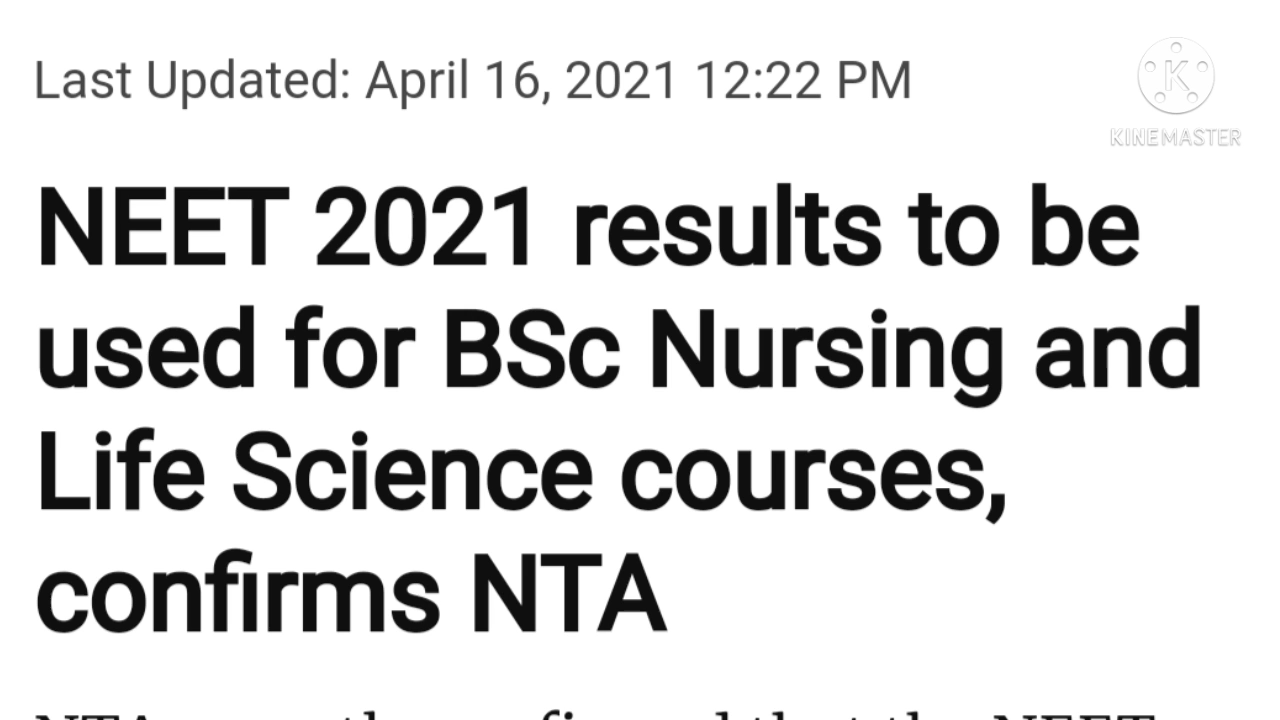 Last Updated: April 16, 2021 12:22 PM
K
KINEMASTER
NEET 2021 results to be
used for BSc Nursing and
Life Science courses,
confirms NTA